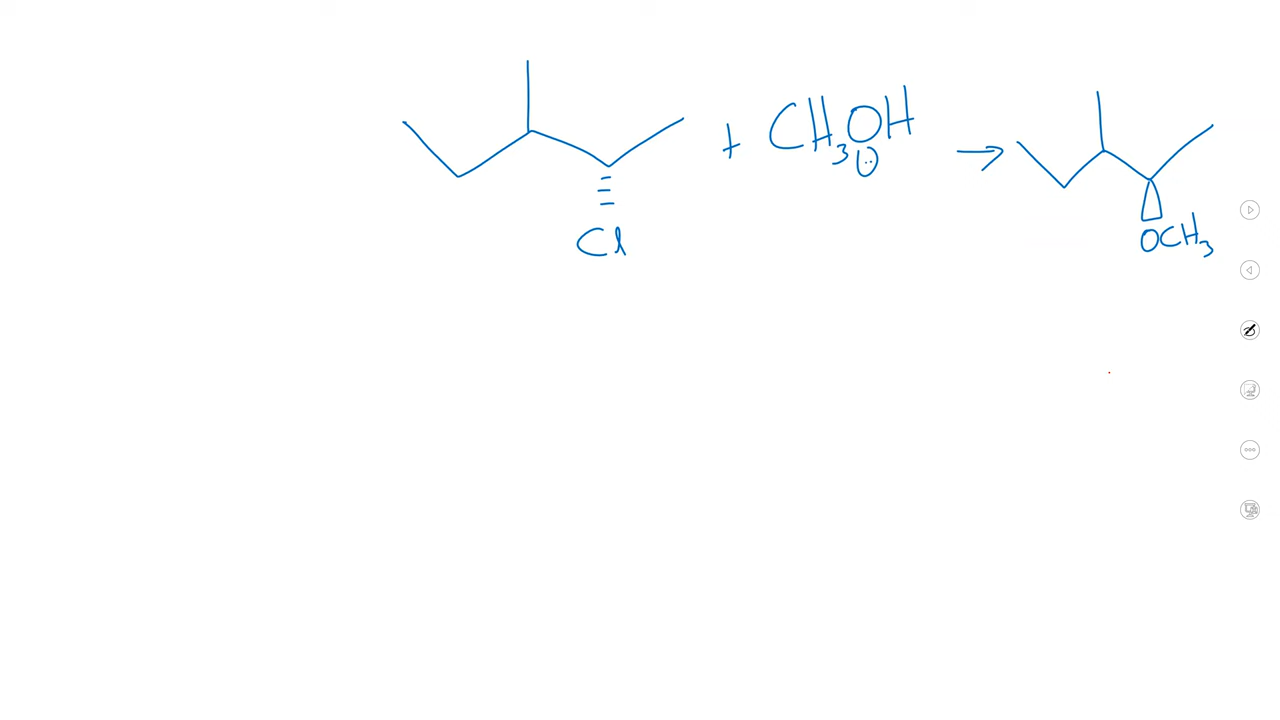 + CH₃OH →
Cl
OCH₃